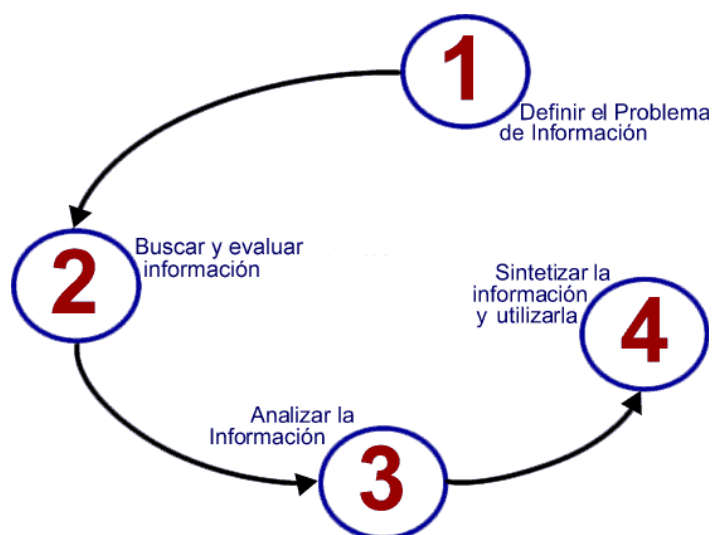 1
Definir el Problema
de Información
2
Buscar y evaluar
información
3
Analizar la
Información
4
Sintetizar la
información
y utilizarla